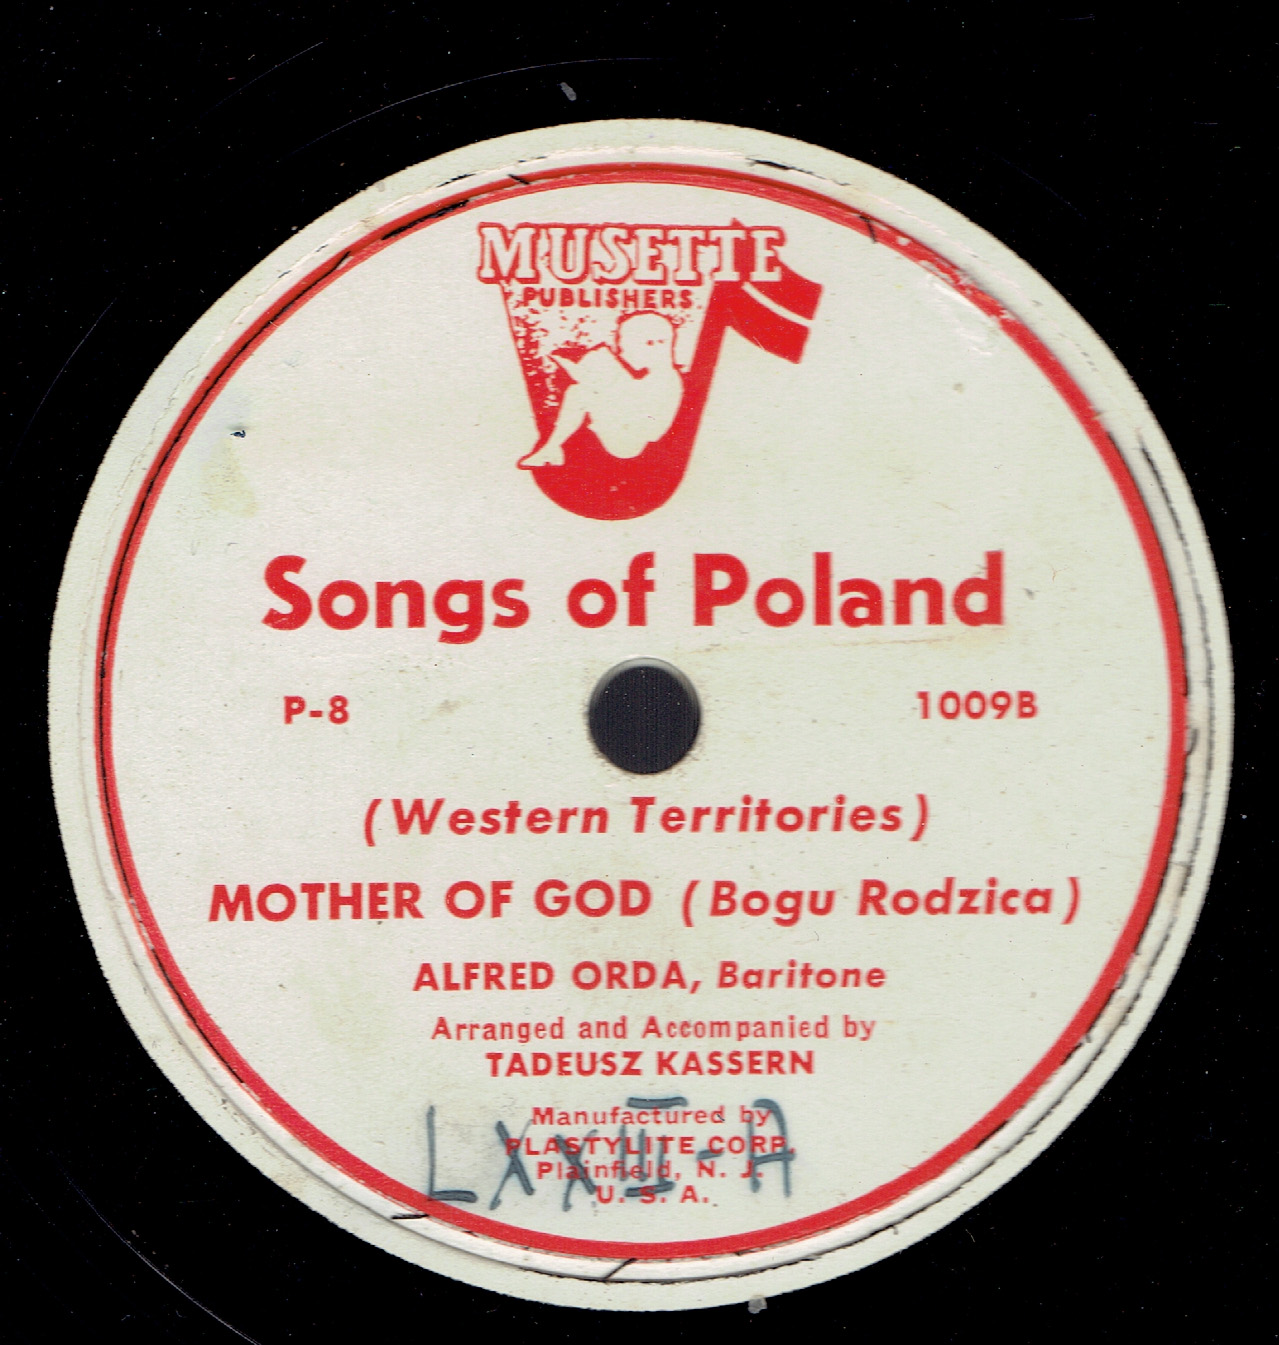 MUSETTE
PUBLISHERS
Songs of Poland
P-8 1009B
(Western Territories)
MOTHER OF GOD (Bogu Rodzica)
ALFRED ORDA, Baritone
Arranged and Accompanied by
TADEUSZ KASSERN
Manufactured by
PLASTYLITE CORP.
Plainfield, N. J.
U. S. A.
LXXIII-A